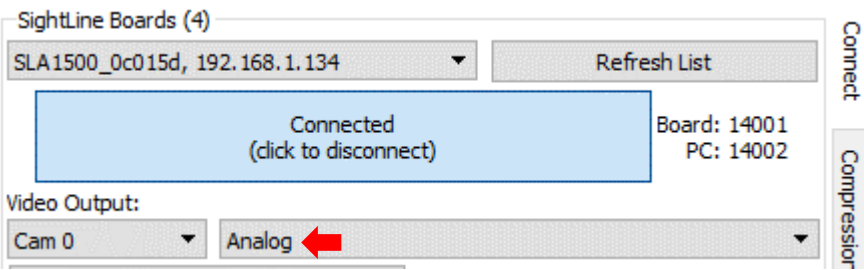 SightLine Boards (4)
SLA1500_0c015d, 192.168.1.134
Refresh List
Connected
(click to disconnect)
Board: 14001
PC: 14002
Video Output:
Cam 0
Analog
Connect
Compression